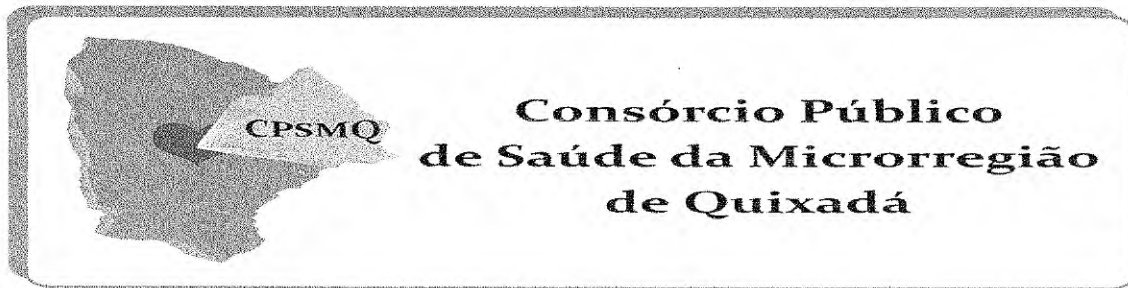 CPSMQ
Consórcio Público
de Saúde da Microrregião
de Quixadá